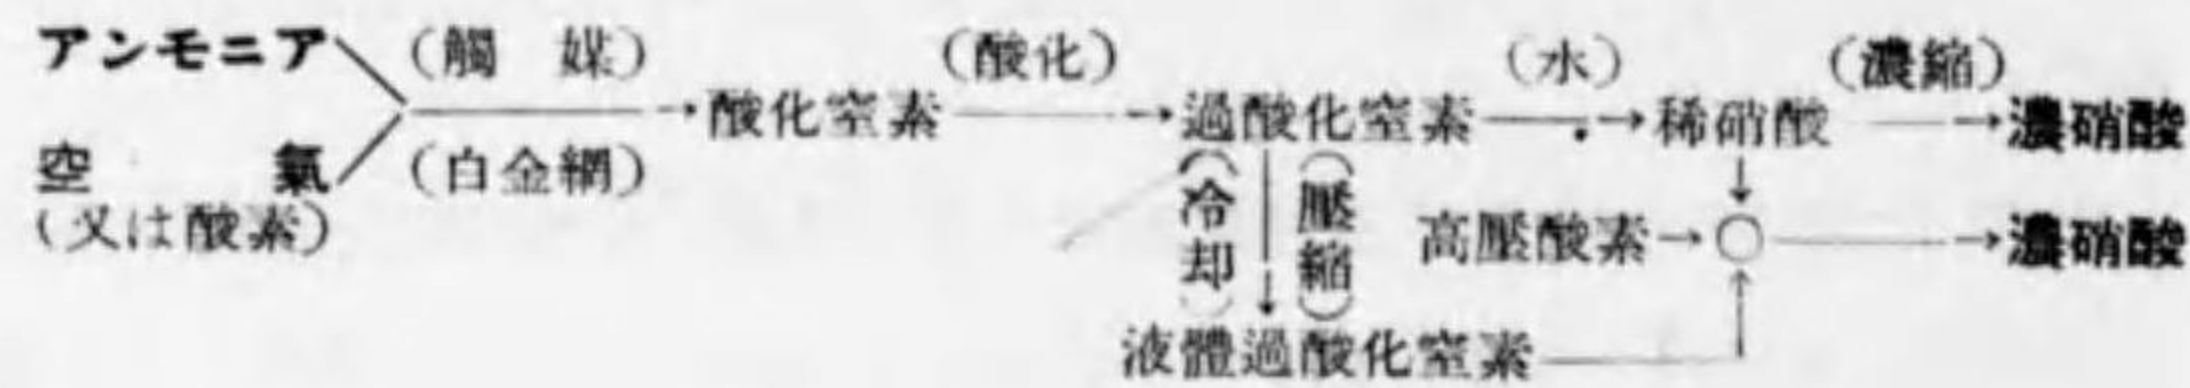 アンモニア (觸 媒) (酸化) (水) (濃縮)
→酸化窒素 →過酸化窒素 →稀硝酸 →濃硝酸
空 氣 (白金網)
(又は酸素) (冷却) (壓縮) 高壓酸素→○ →濃硝酸
液體過酸化窒素